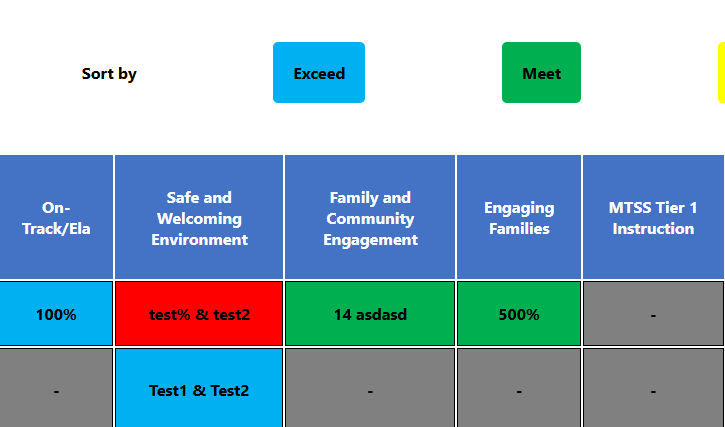 Sort by
Exceed
Meet
On-
Track/Ela
Safe and
Welcoming
Environment
Family and
Community
Engagement
Engaging
Families
MTSS Tier 1
Instruction
100%
test% & test2
14 asdasd
500%
-
-
Test1 & Test2
-
-
-